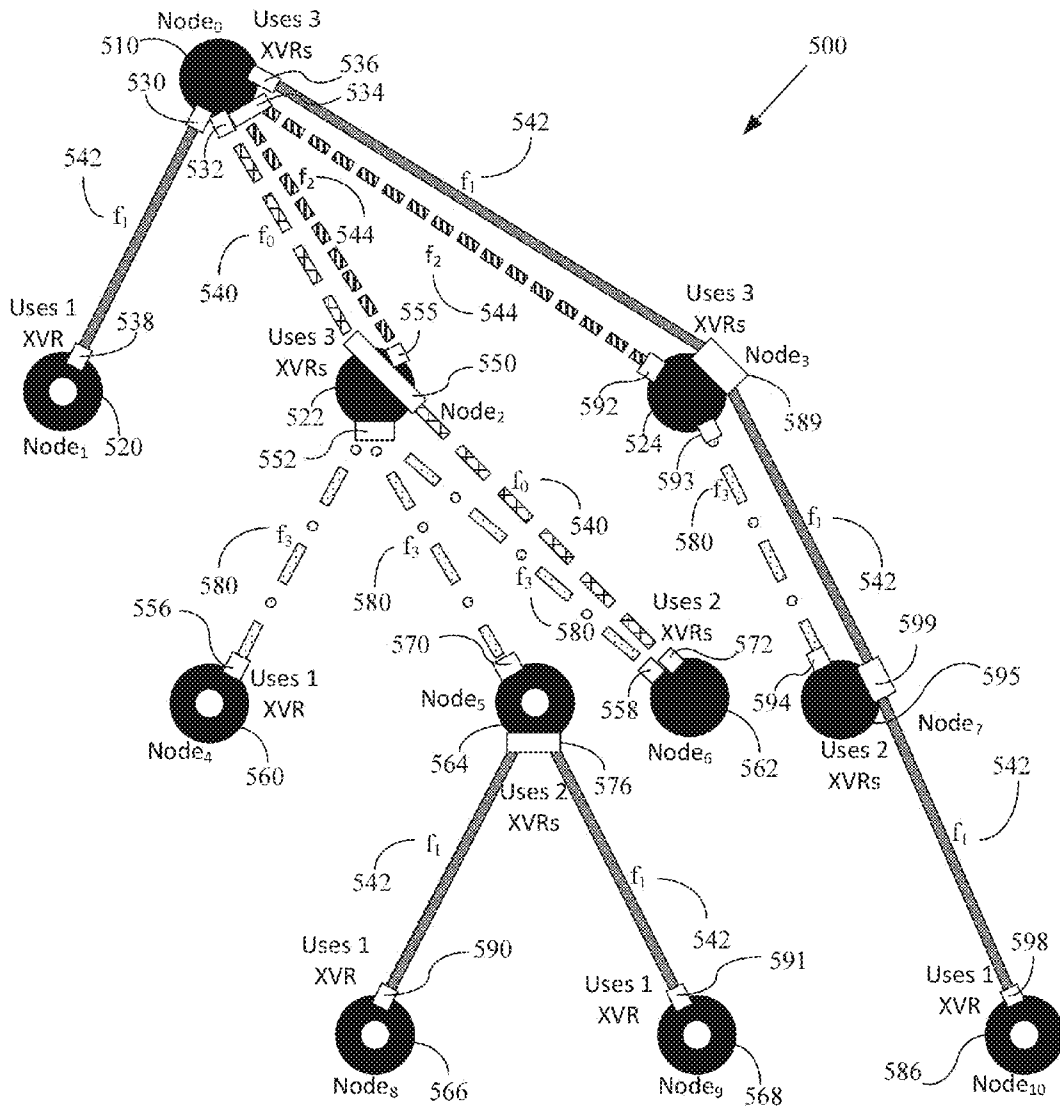 Node₀
Uses 3
XVRs
510
536
500
530
534
542
532
542
f₁
f₁
f₂
544
f₀
540
f₂
544
Uses 1
XVR
538
555
Uses 3
XVRs
Uses 3
XVRs
550
Node₃
522
Node₂
592
589
Node₁
520
552
524
593
f₀
540
f₃
580
f₁
542
f₃
580
f₃
580
f₃
580
Uses 2
XVRs
556
570
572
599
Uses 1
XVR
Node₅
558
594
595
Node₄
560
564
576
Node₆
562
Uses 2
XVRs
Node₇
Uses 2
XVRs
542
f₁
542
f₁
542
f₁
Uses 1
XVR
590
Uses 1
XVR
591
Uses 1
XVR
598
Node₈
566
Node₉
568
586
Node₁₀